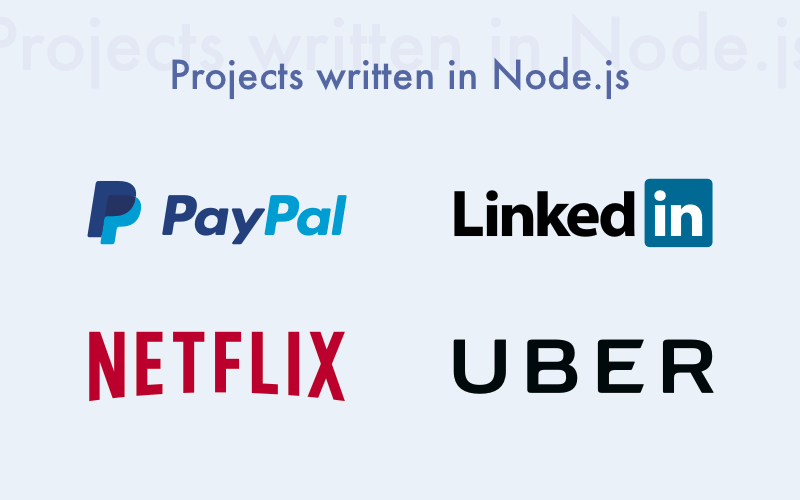 Projects written in Node.js
Projects written in Node.js
PayPal
Linked in
NETFLIX
UBER